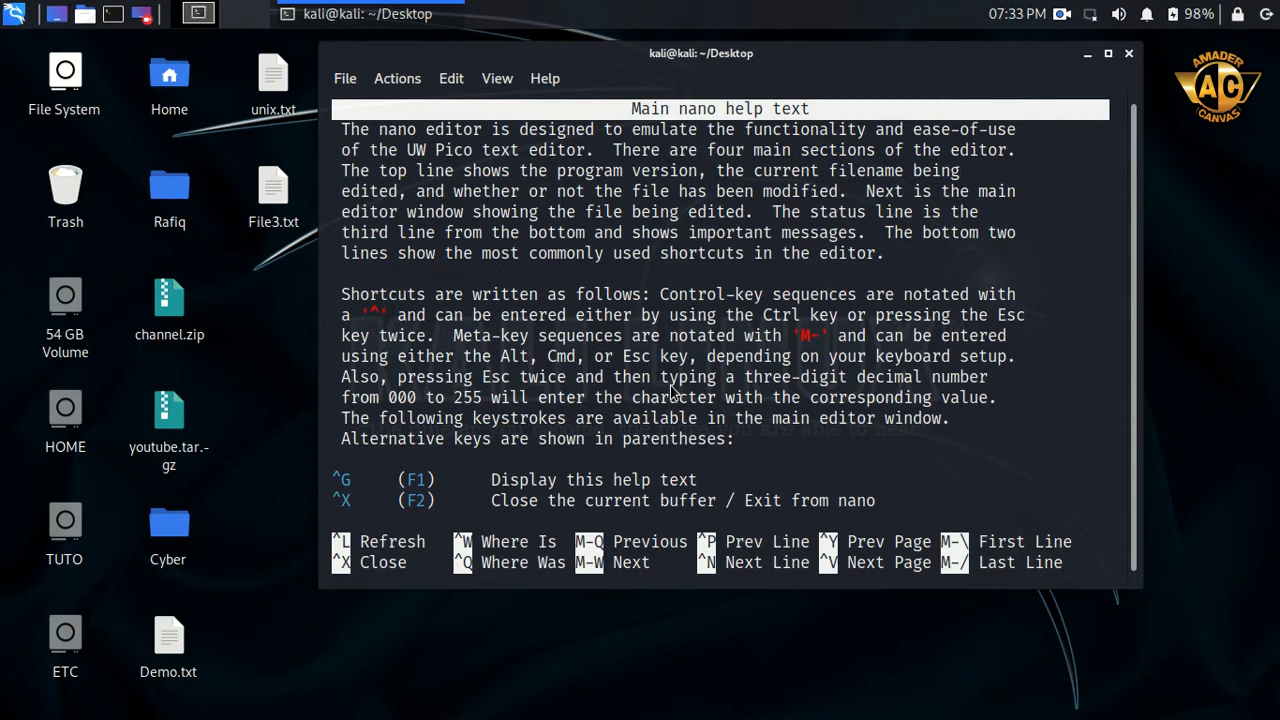 kali@kali: ~/Desktop
07:33 PM
98%
kali@kali: ~/Desktop
File Actions Edit View Help
Main nano help text
The nano editor is designed to emulate the functionality and ease-of-use
of the UW Pico text editor.  There are four main sections of the editor.
The top line shows the program version, the current filename being
edited, and whether or not the file has been modified.  Next is the main
editor window showing the file being edited.  The status line is the
third line from the bottom and shows important messages.  The bottom two
lines show the most commonly used shortcuts in the editor.
Shortcuts are written as follows: Control-key sequences are notated with
a '^' and can be entered either by using the Ctrl key or pressing the Esc
key twice.  Meta-key sequences are notated with 'M-' and can be entered
using either the Alt, Cmd, or Esc key, depending on your keyboard setup.
Also, pressing Esc twice and then typing a three-digit decimal number
from 000 to 255 will enter the character with the corresponding value.
The following keystrokes are available in the main editor window.
Alternative keys are shown in parentheses:
^G (F1) Display this help text
^X (F2) Close the current buffer / Exit from nano
^L Refresh ^W Where Is M-Q Previous ^P Prev Line ^Y Prev Page M-\ First Line
^X Close ^Q Where Was M-W Next ^N Next Line ^V Next Page M-/ Last Line
File System
Home
unix.txt
Trash
Rafiq
File3.txt
54 GB
Volume
channel.zip
HOME
youtube.tar.-
gz
TUTO
Cyber
ETC
Demo.txt
AMADER
AC
CANVAS